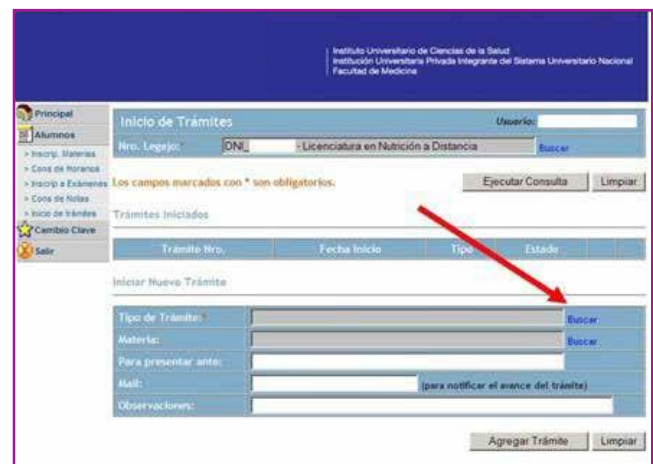 Instituto Universitario de Ciencias de la Salud
Institución Universitaria Privada Integrante del Sistema Universitario Nacional
Facultad de Medicina
Principal
Alumnos
» Inscrip. Materias
» Cons de Horarios
» Inscrip a Exámenes
» Cons de Notas
» Inicio de trámites
Cambio Clave
Salir
Inicio de Trámites
Usuario:
Nro. Legajo:* DNI_ - Licenciatura en Nutrición a Distancia Buscar
Los campos marcados con * son obligatorios.
Ejecutar Consulta Limpiar
Trámites Iniciados
Trámite Nro. Fecha Inicio Tipo Estado
Iniciar Nuevo Trámite
Tipo de Trámite:* Buscar
Materia: Buscar
Para presentar ante:
Mail: (para notificar el avance del trámite)
Observaciones:
Agregar Trámite Limpiar